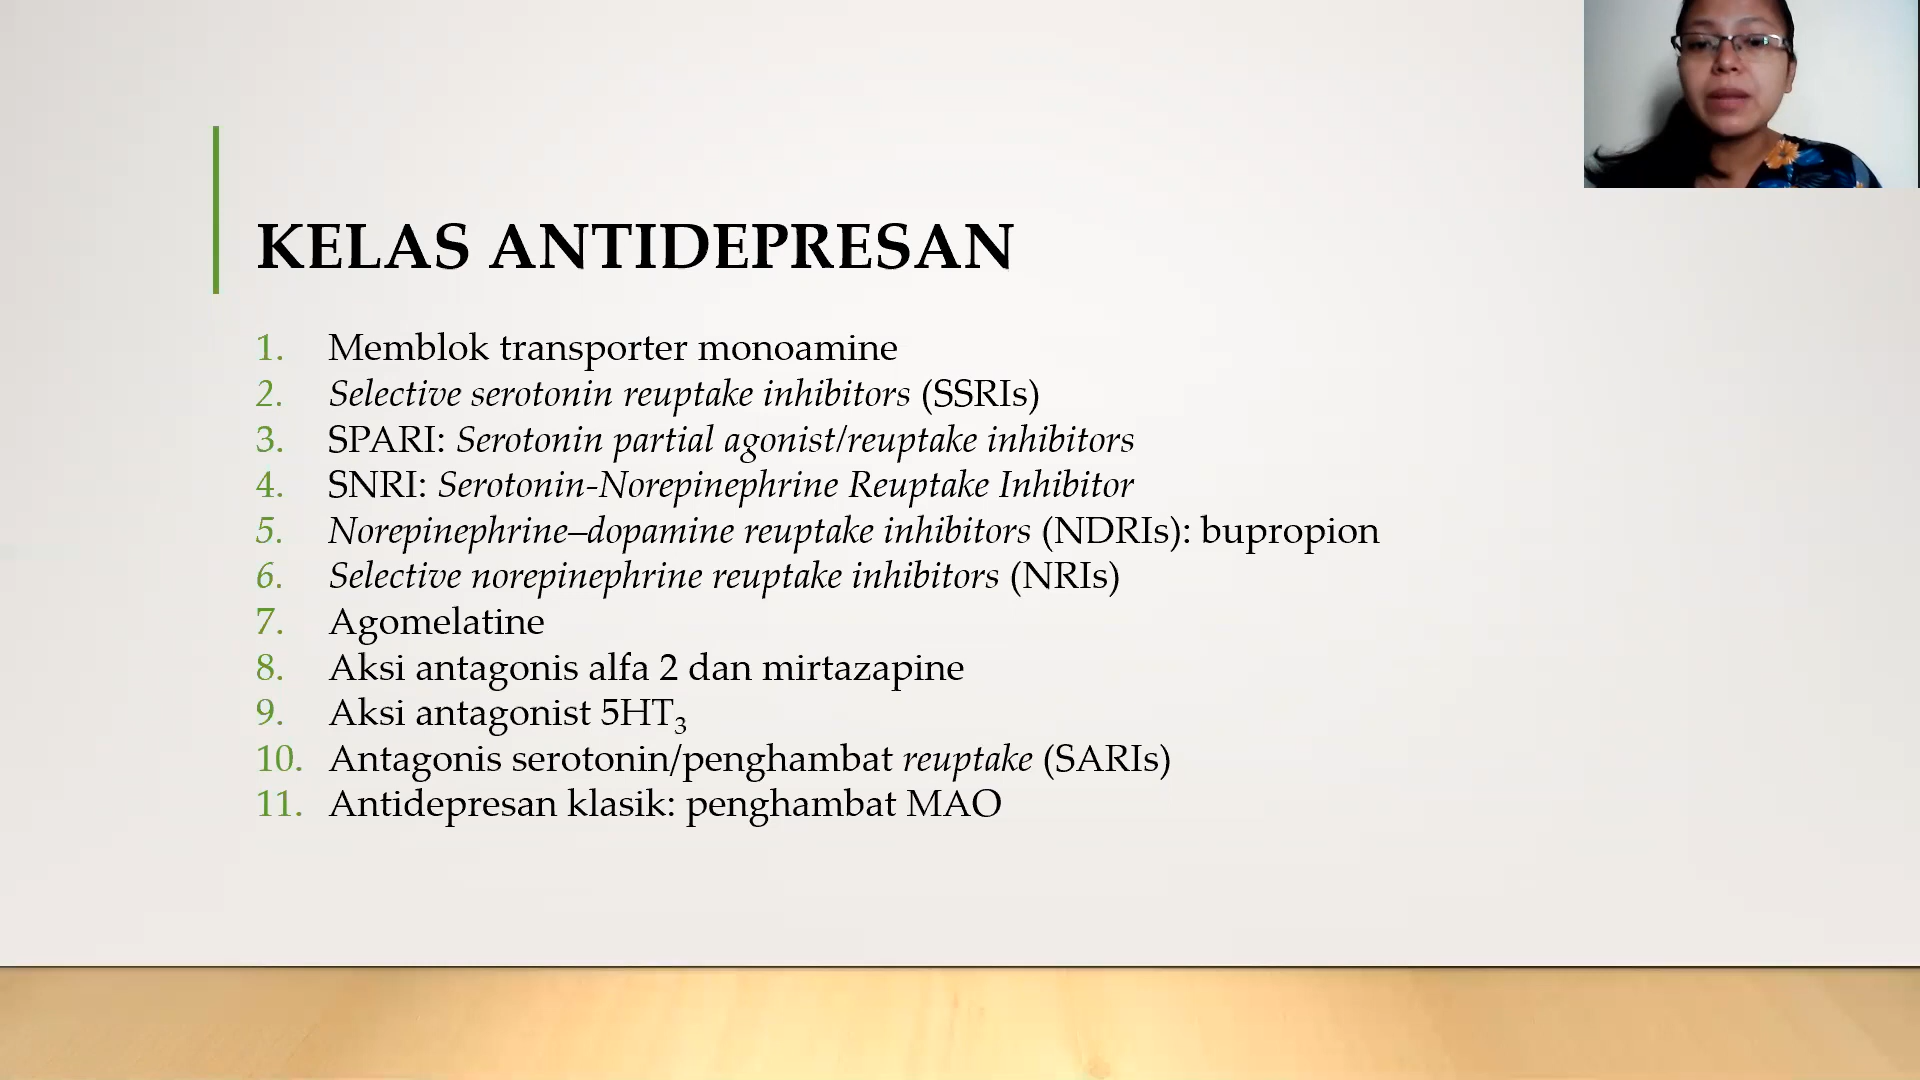 KELAS ANTIDEPRESAN
1. Memblok transporter monoamine
2. Selective serotonin reuptake inhibitors (SSRIs)
3. SPARI: Serotonin partial agonist/reuptake inhibitors
4. SNRI: Serotonin-Norepinephrine Reuptake Inhibitor
5. Norepinephrine–dopamine reuptake inhibitors (NDRIs): bupropion
6. Selective norepinephrine reuptake inhibitors (NRIs)
7. Agomelatine
8. Aksi antagonis alfa 2 dan mirtazapine
9. Aksi antagonist 5HT₃
10. Antagonis serotonin/penghambat reuptake (SARIs)
11. Antidepresan klasik: penghambat MAO